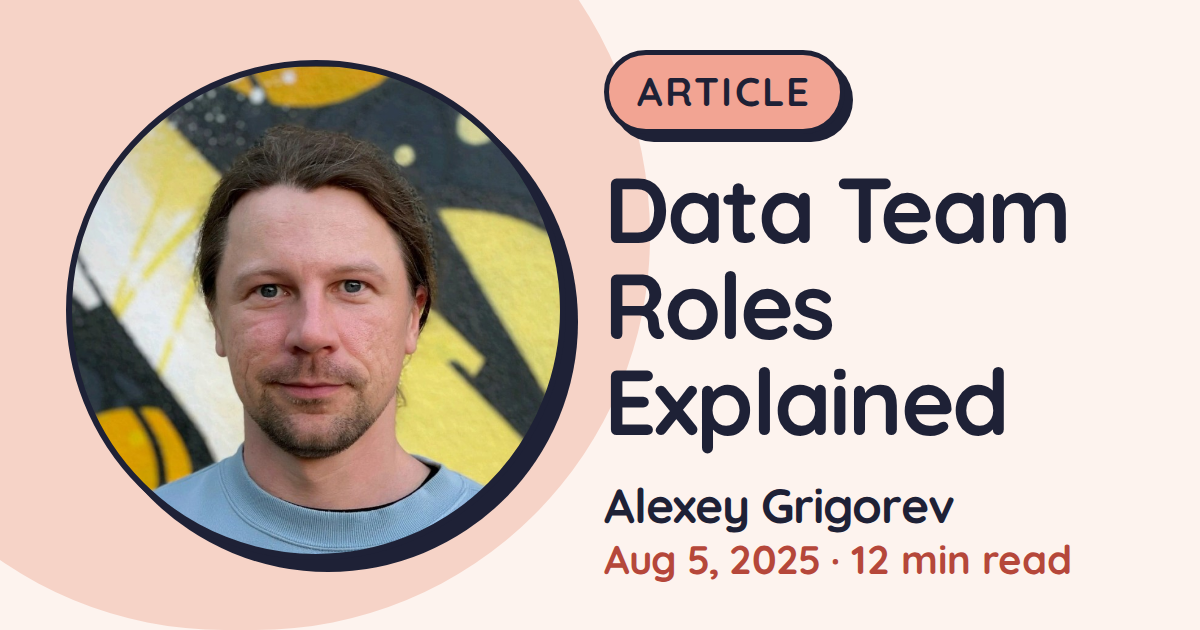 ARTICLE
Data Team
Roles
Explained
Alexey Grigorev
Aug 5, 2025 · 12 min read